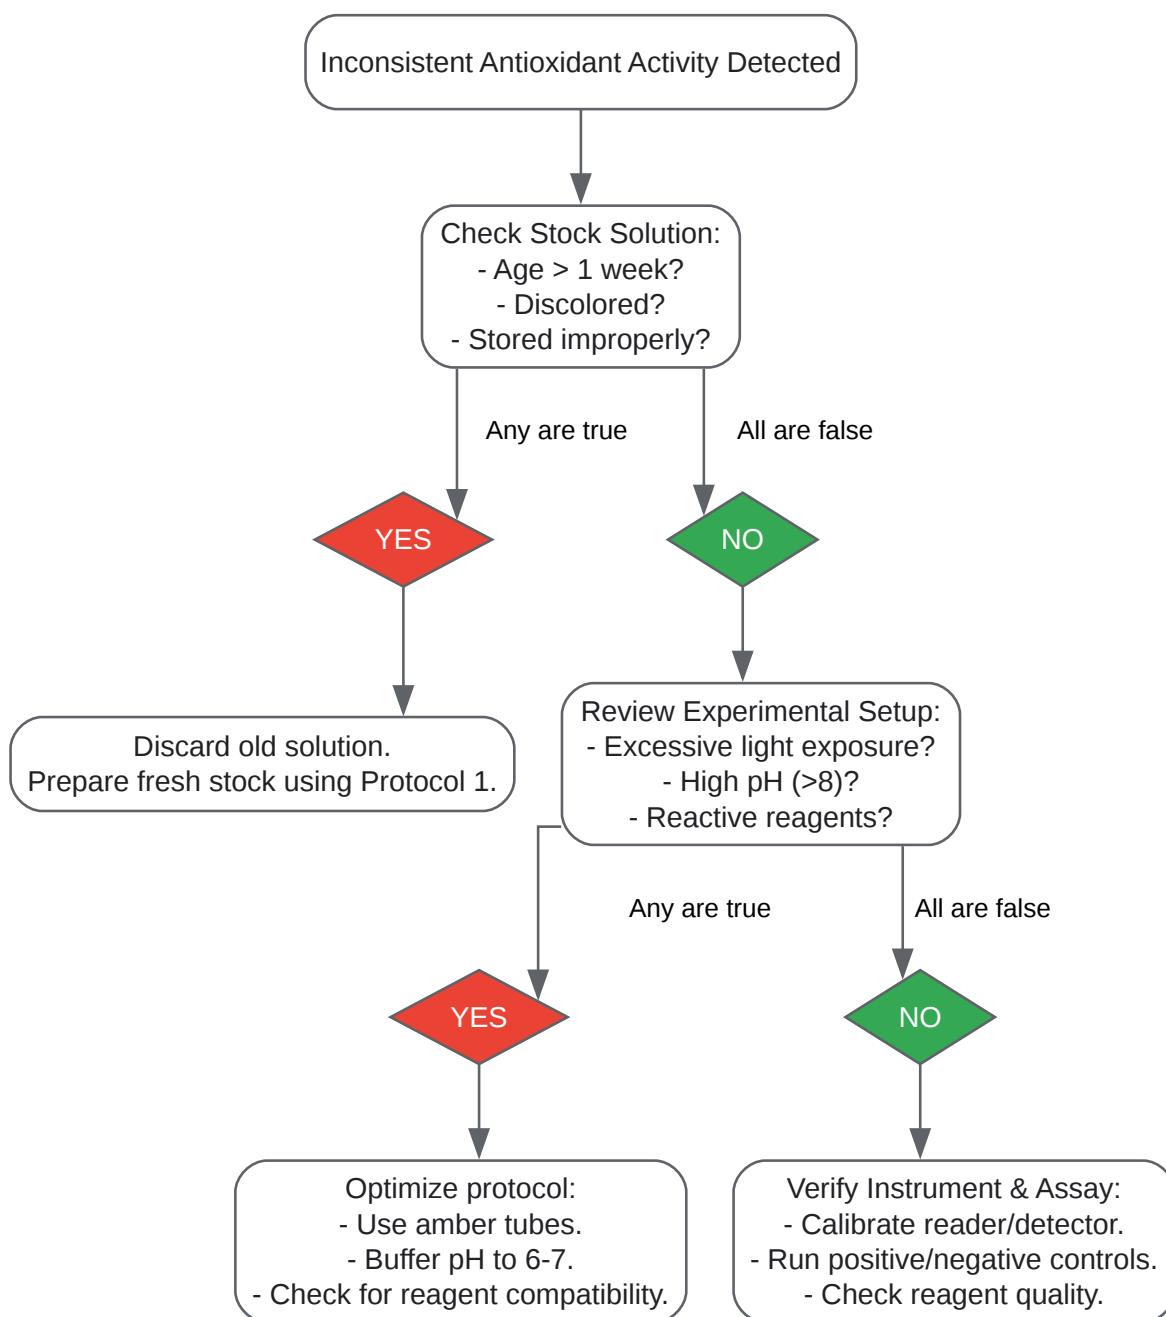 Inconsistent Antioxidant Activity Detected
Check Stock Solution:
- Age > 1 week?
- Discolored?
- Stored improperly?
Any are true
All are false
YES
NO
Discard old solution.
Prepare fresh stock using Protocol 1.
Review Experimental Setup:
- Excessive light exposure?
- High pH (>8)?
- Reactive reagents?
Any are true
All are false
YES
NO
Optimize protocol:
- Use amber tubes.
- Buffer pH to 6-7.
- Check for reagent compatibility.
Verify Instrument & Assay:
- Calibrate reader/detector.
- Run positive/negative controls.
- Check reagent quality.